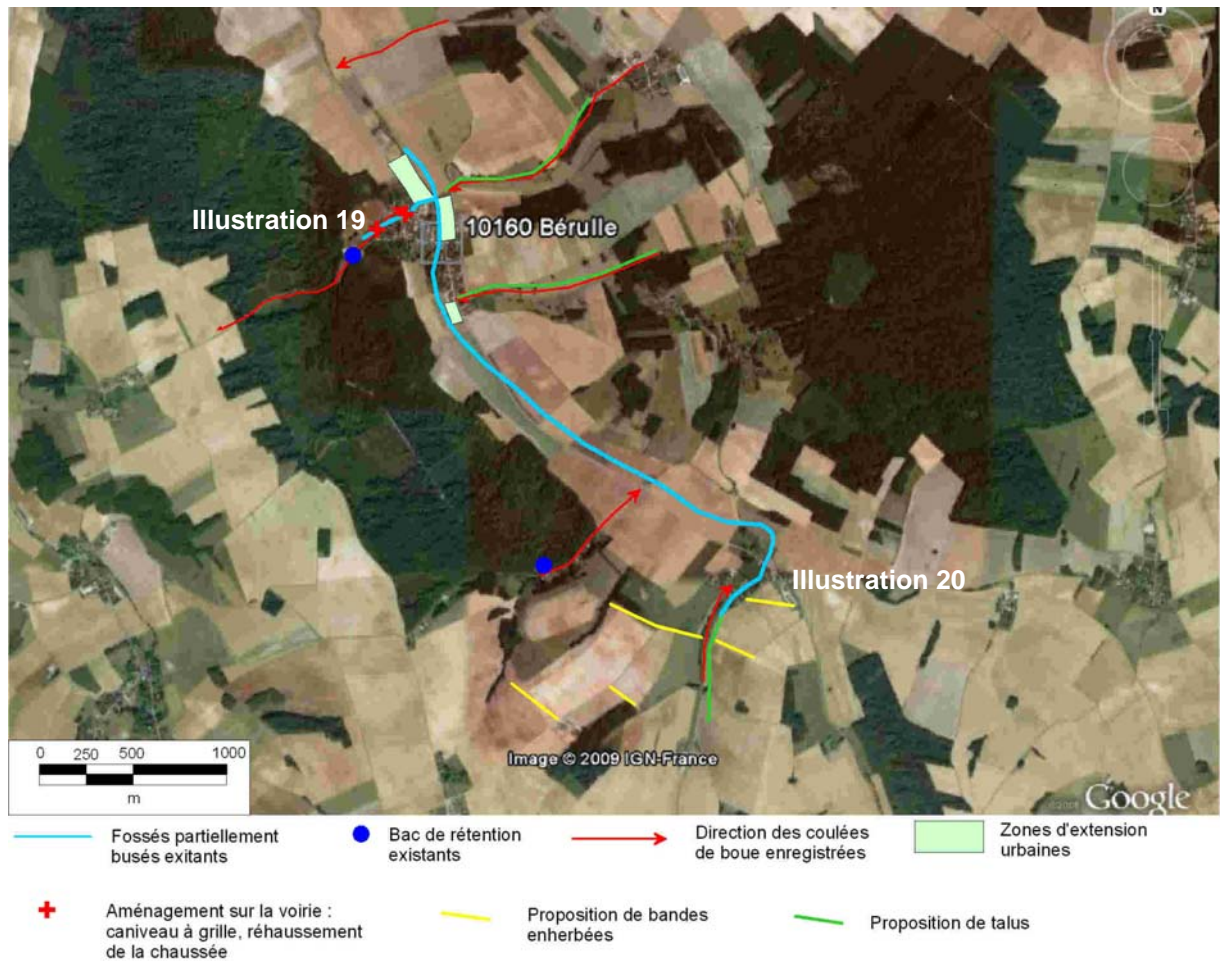 N
Illustration 19
10160 Bérulle
Illustration 20
0 250 500 1000
m
Image © 2009 IGN-France
Google
Fossés partiellement
busés exitants
Bac de rétention
existants
Direction des coulées
de boue enregistrées
Zones d'extension
urbaines
Aménagement sur la voirie :
caniveau à grille, réhaussement
de la chaussée
Proposition de bandes
enherbées
Proposition de talus